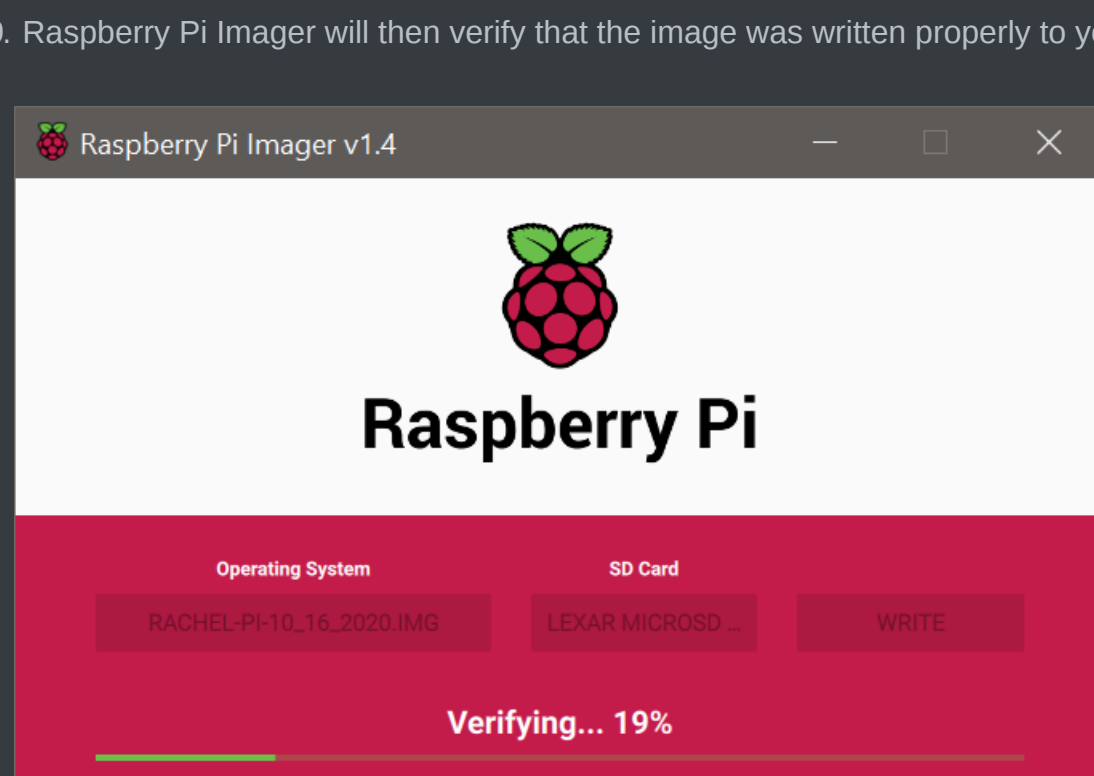 . Raspberry Pi Imager will then verify that the image was written properly to
Raspberry Pi Imager v1.4
Raspberry Pi
Operating System
SD Card
RACHEL-PI-10_16_2020.IMG
LEXAR MICROSD ...
WRITE
Verifying... 19%